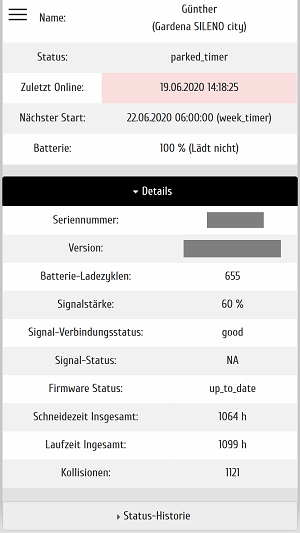 Name: Günther
(Gardena SILENO city)
Status: parked_timer
Zuletzt Online: 19.06.2020 14:18:25
Nächster Start: 22.06.2020 06:00:00 (week_timer)
Batterie: 100 % (Lädt nicht)
Details
Seriennummer:
Version:
Batterie-Ladezyklen: 655
Signalstärke: 60 %
Signal-Verbindungsstatus: good
Signal-Status: NA
Firmware Status: up_to_date
Schneidezeit Insgesamt: 1064 h
Laufzeit Ingesamt: 1099 h
Kollisionen: 1121
Status-Historie